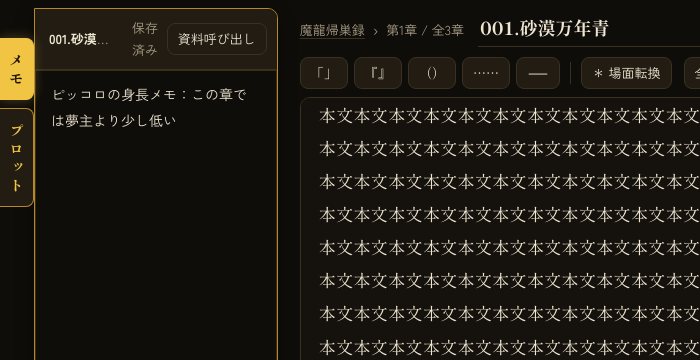 メモ
プロット
001.砂漠… 保存済み 資料呼び出し
ピッコロの身長メモ：この章で
は夢主より少し低い
魔龍帰巣録 › 第1章 / 全3章 001.砂漠万年青
「」 『』 （） …… ── ＊ 場面転換
本文本文本文本文本文本文本文本文本文本文本文
本文本文本文本文本文本文本文本文本文本文本文
本文本文本文本文本文本文本文本文本文本文本文
本文本文本文本文本文本文本文本文本文本文本文
本文本文本文本文本文本文本文本文本文本文本文
本文本文本文本文本文本文本文本文本文本文本文
本文本文本文本文本文本文本文本文本文本文本文
本文本文本文本文本文本文本文本文本文本文本文